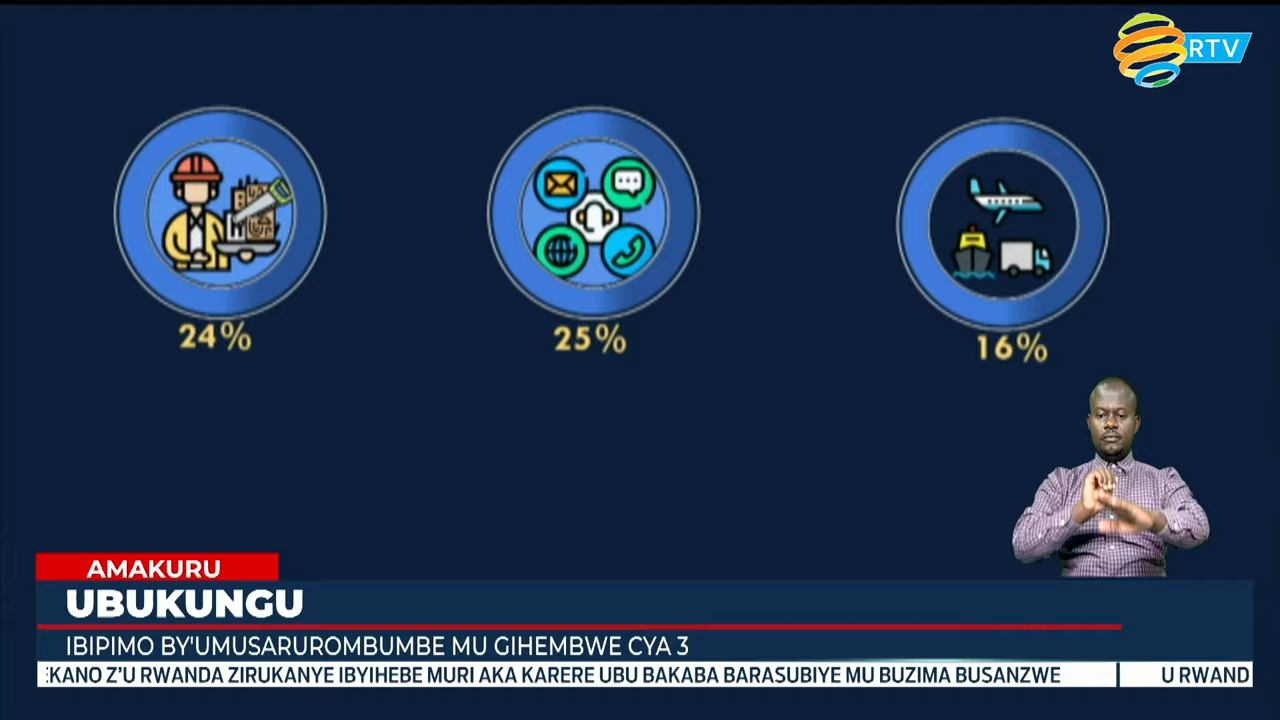 RTV
24%
25%
16%
AMAKURU
UBUKUNGU
IBIPIMO BY'UMUSARUROMBUMBE MU GIHEMBWE CYA 3
KANO Z'U RWANDA ZIRUKANYE IBYIHEBE MURI AKA KARERE UBU BAKABA BARASUBIYE MU BUZIMA BUSANZWE
U RWAND